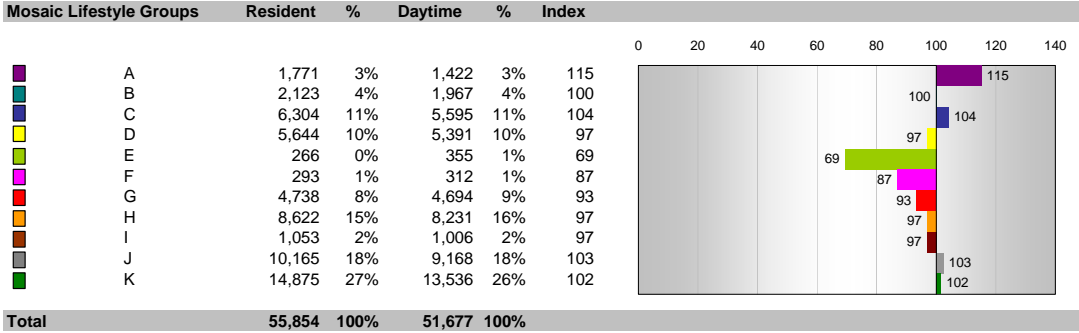 Mosaic Lifestyle Groups Resident % Daytime % Index
0 20 40 60 80 100 120 140
A 1,771 3% 1,422 3% 115 115
B 2,123 4% 1,967 4% 100 100
C 6,304 11% 5,595 11% 104 104
D 5,644 10% 5,391 10% 97 97
E 266 0% 355 1% 69 69
F 293 1% 312 1% 87 87
G 4,738 8% 4,694 9% 93 93
H 8,622 15% 8,231 16% 97 97
I 1,053 2% 1,006 2% 97 97
J 10,165 18% 9,168 18% 103 103
K 14,875 27% 13,536 26% 102 102
Total 55,854 100% 51,677 100%